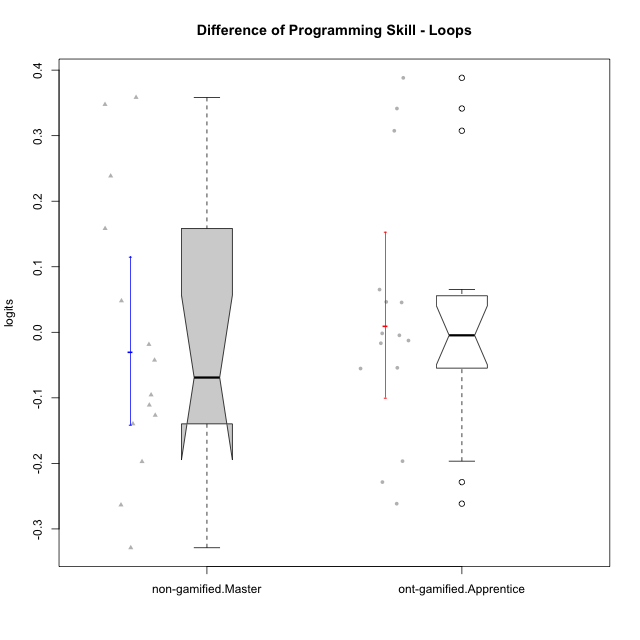 Difference of Programming Skill - Loops
logits
0.4
0.3
0.2
0.1
0.0
-0.1
-0.2
-0.3
non-gamified.Master
ont-gamified.Apprentice